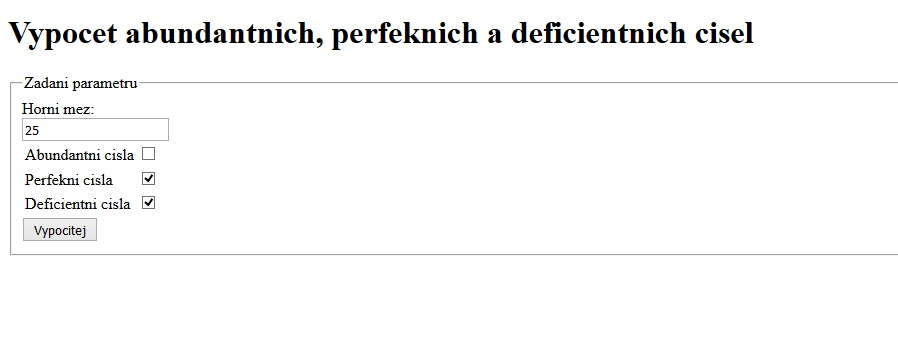 Vypocet abundantnich, perfeknich a deficientnich cisel
Zadani parametru
Horni mez:
25
Abundantni cisla
Perfekni cisla
Deficientni cisla
Vypocitej